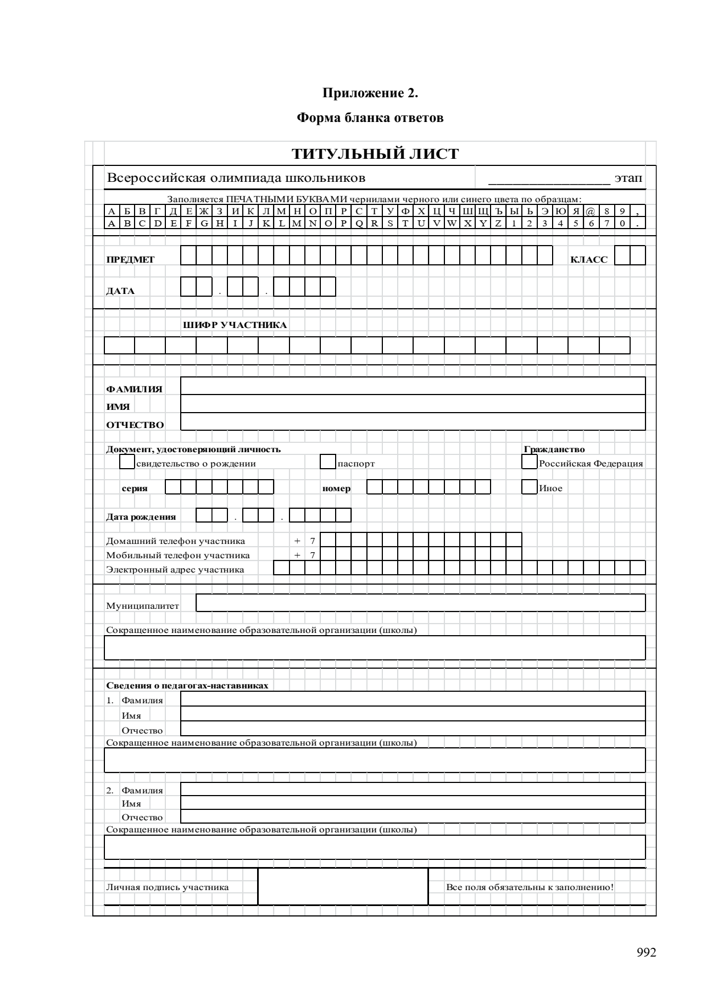 Приложение 2.
Форма бланка ответов
ТИТУЛЬНЫЙ ЛИСТ
Всероссийская олимпиада школьников _________________ этап
Заполняется ПЕЧАТНЫМИ БУКВАМИ чернилами черного или синего цвета по образцам:
А Б В Г Д Е Ж З И К Л М Н О П Р С Т У Ф Х Ц Ч Ш Щ Ъ Ы Ь Э Ю Я @ 8 9 ,
A B C D E F G H I J K L M N O P Q R S T U V W X Y Z 1 2 3 4 5 6 7 0 .
ПРЕДМЕТ КЛАСС
ДАТА . .
ШИФР УЧАСТНИКА
ФАМИЛИЯ
ИМЯ
ОТЧЕСТВО
Документ, удостоверяющий личность Гражданство
свидетельство о рождении паспорт Российская Федерация
серия номер Иное
Дата рождения . .
Домашний телефон участника + 7
Мобильный телефон участника + 7
Электронный адрес участника
Муниципалитет
Сокращенное наименование образовательной организации (школы)
Сведения о педагогах-наставниках
1. Фамилия
Имя
Отчество
Сокращенное наименование образовательной организации (школы)
2. Фамилия
Имя
Отчество
Сокращенное наименование образовательной организации (школы)
Личная подпись участника Все поля обязательны к заполнению!
992